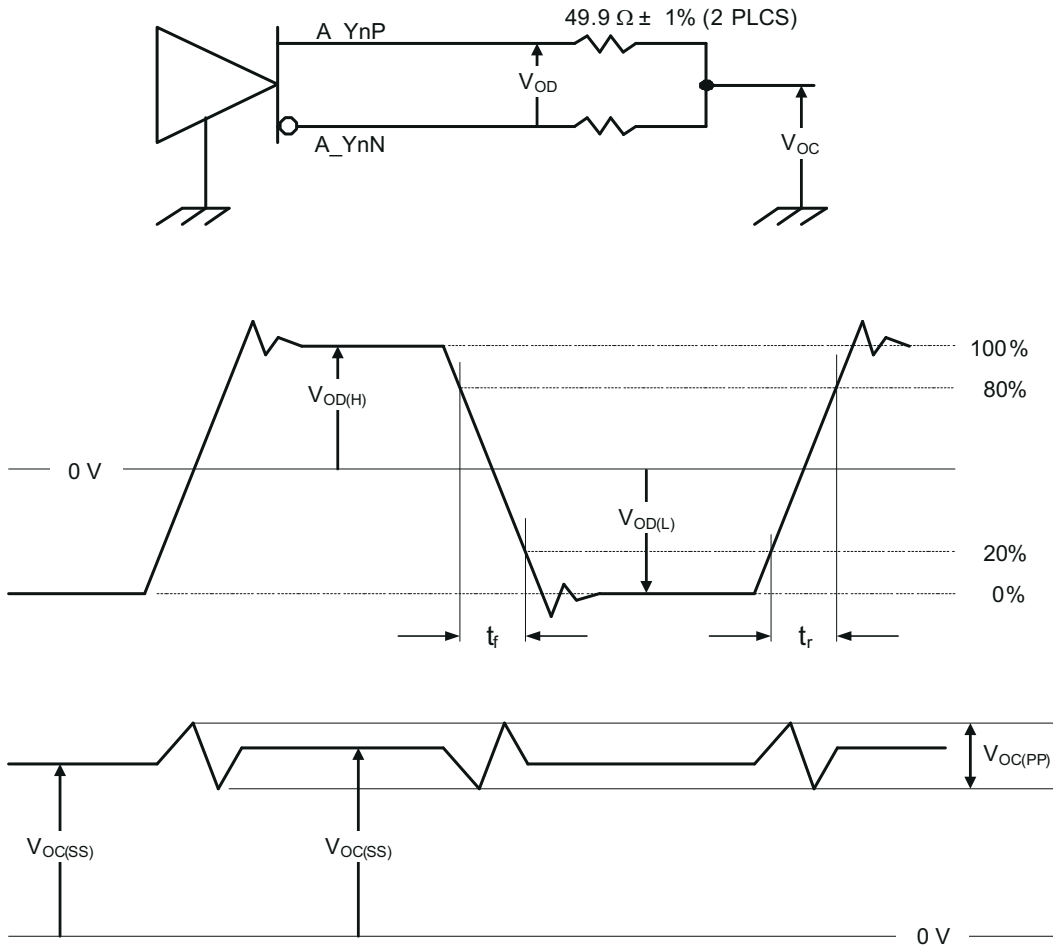 49.9 Ω ± 1% (2 PLCS)
A_YnP
VOD
A_YnN
VOC
100%
80%
VOD(H)
0 V
VOD(L)
20%
0%
tf
tr
VOC(PP)
VOC(SS)
VOC(SS)
0 V